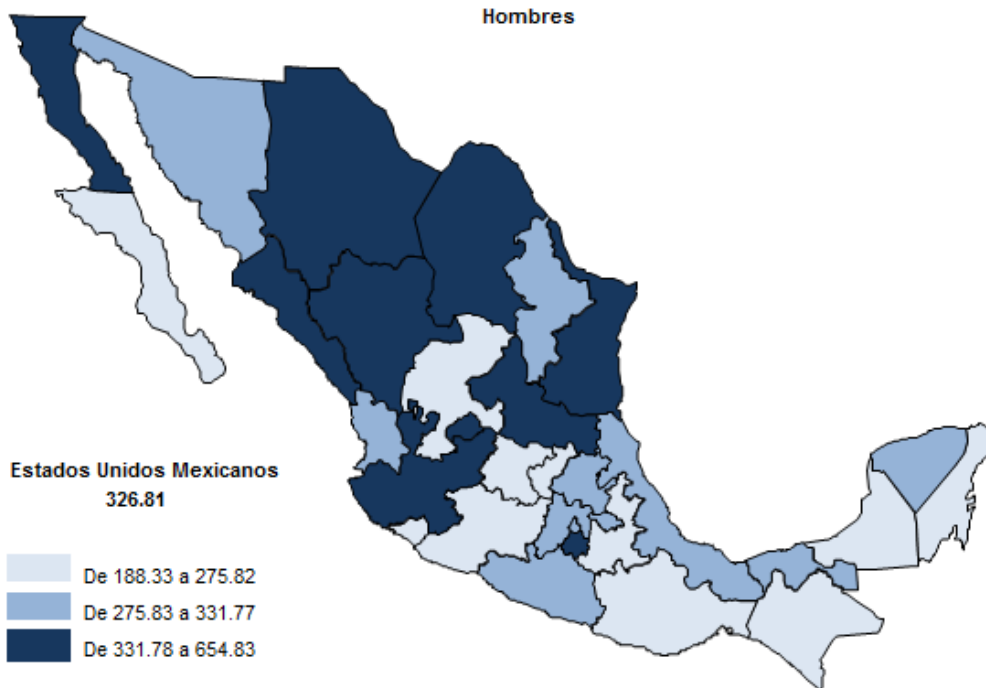 Hombres
Estados Unidos Mexicanos
326.81
De 188.33 a 275.82
De 275.83 a 331.77
De 331.78 a 654.83